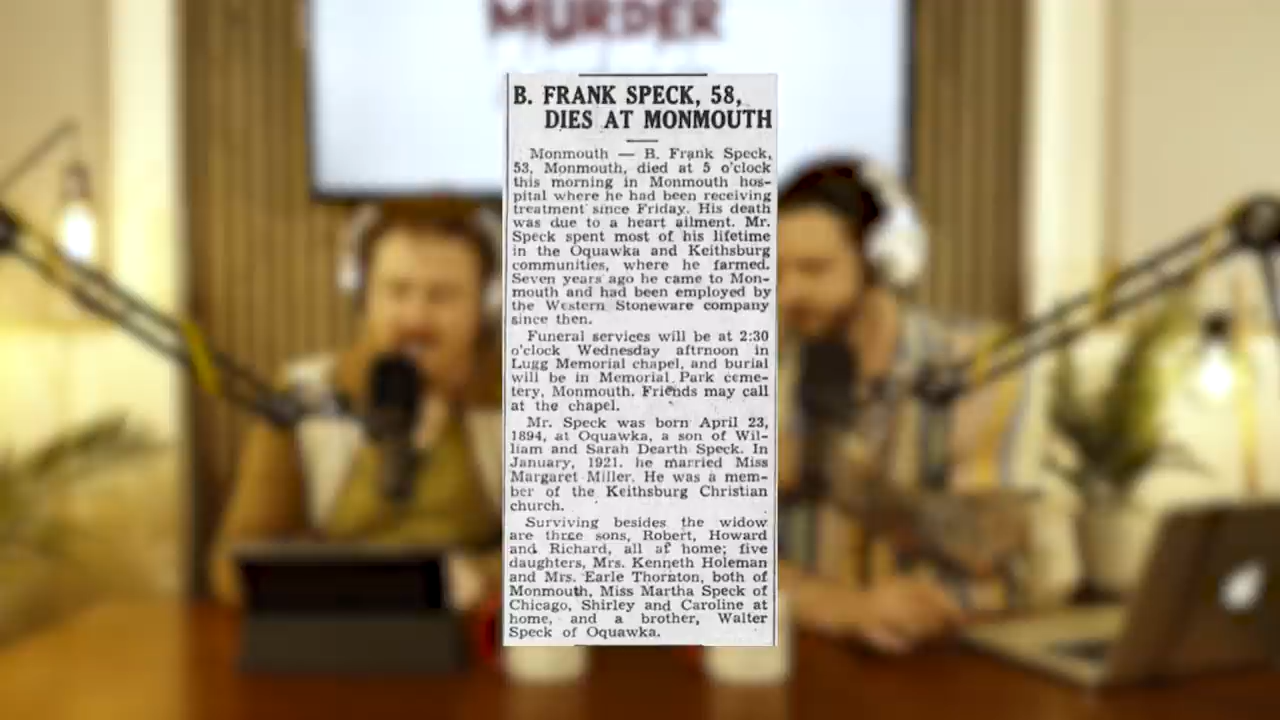 MURDER
B. FRANK SPECK, 58,
DIES AT MONMOUTH
Monmouth — B. Frank Speck,
53, Monmouth, died at 5 o'clock
this morning in Monmouth hos-
pital where he had been receiving
treatment since Friday. His death
was due to a heart ailment. Mr.
Speck spent most of his lifetime
in the Oquawka and Keithsburg
communities, where he farmed.
Seven years ago he came to Mon-
mouth and had been employed by
the Western Stoneware company
since then.
Funeral services will be at 2:30
o'clock Wednesday aftrnoon in
Lugg Memorial chapel, and burial
will be in Memorial Park ceme-
tery, Monmouth. Friends may call
at the chapel.
Mr. Speck was born April 23,
1894, at Oquawka, a son of Wil-
liam and Sarah Dearth Speck. In
January, 1921, he married Miss
Margaret Miller. He was a mem-
ber of the Keithsburg Christian
church.
Surviving besides the widow
are three sons, Robert, Howard
and Richard, all at home; five
daughters, Mrs. Kenneth Holeman
and Mrs. Earle Thornton, both of
Monmouth, Miss Martha Speck of
Chicago, Shirley and Caroline at
home, and a brother, Walter
Speck of Oquawka.